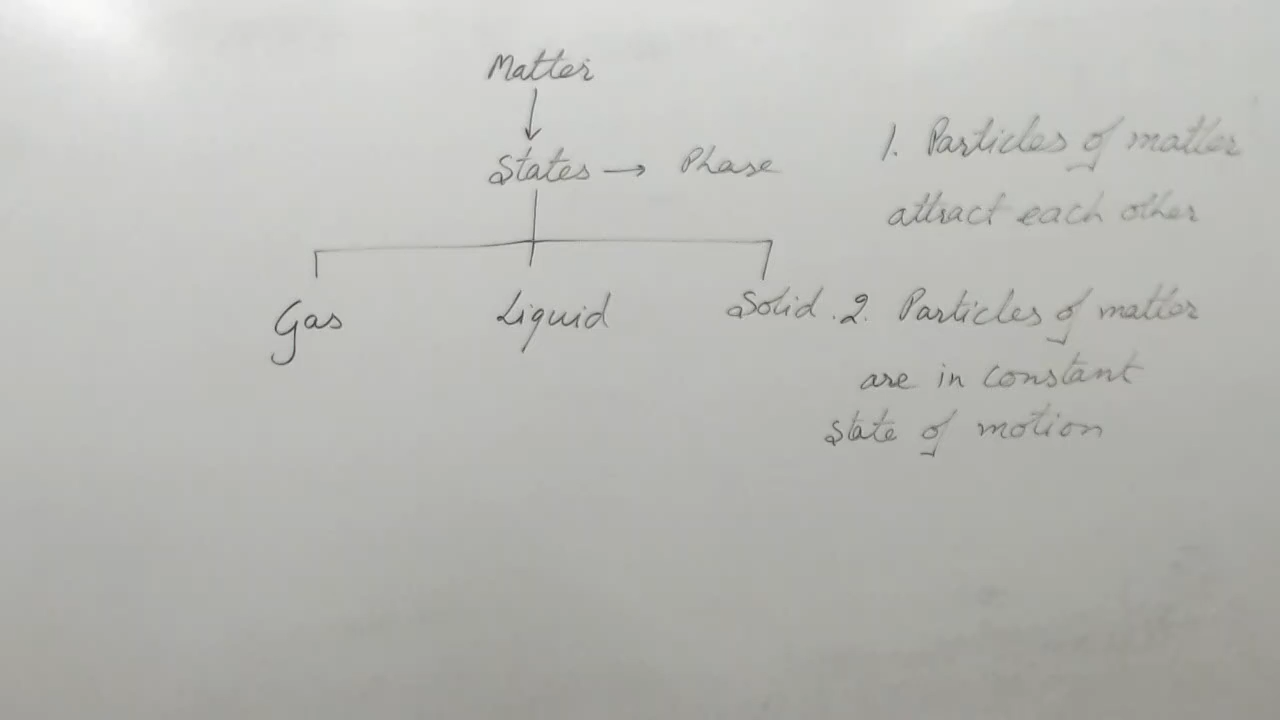 Matter
States → Phase
Gas Liquid Solid.
1. Particles of matter
attract each other
2. Particles of matter
are in constant
state of motion